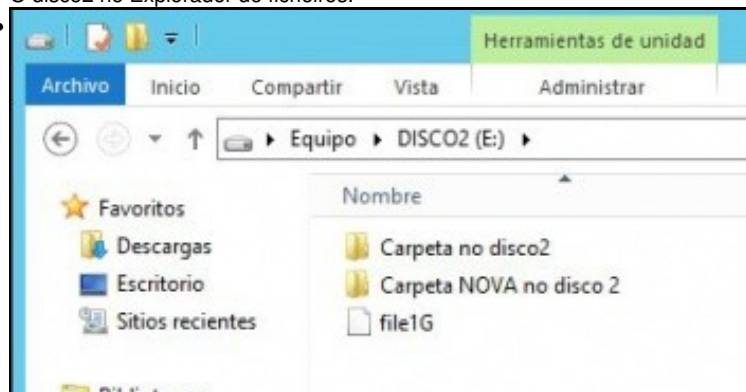 O disco2 no Explorador de ficheiros.
Herramientas de unidad
Archivo Inicio Compartir Vista Administrar
Equipo DISCO2 (E:)
Favoritos
Nombre
Descargas
Carpeta no disco2
Escritorio
Carpeta NOVA no disco 2
Sitios recientes
file1G